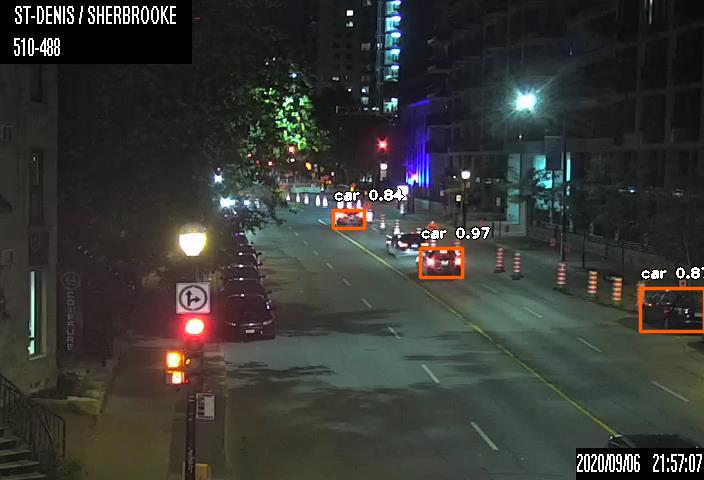 ST-DENIS / SHERBROOKE
510-488
car 0.84
car 0.97
car 0.87
COIFFURE
2020/09/06 21:57:07